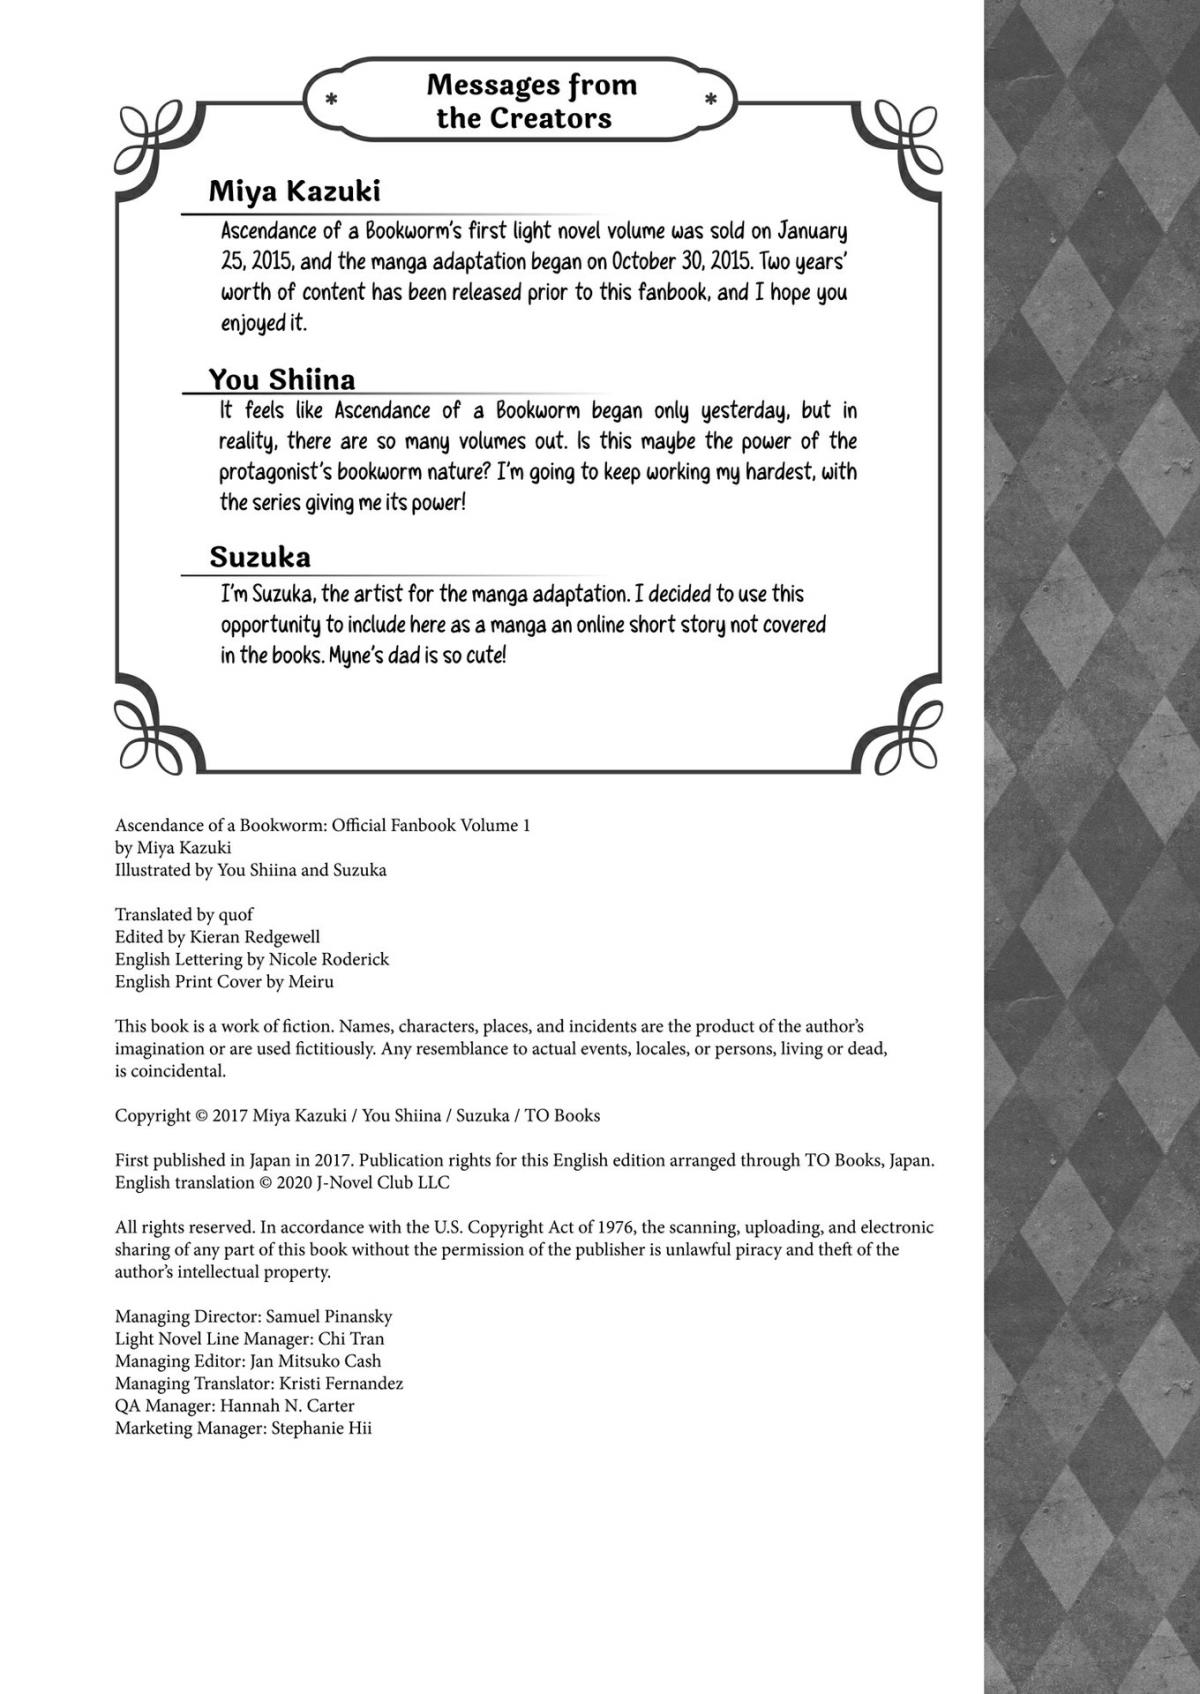 Messages from
the Creators
*
*
Miya Kazuki
Ascendance of a Bookworm's first light novel volume was sold on January
25, 2015, and the manga adaptation began on October 30, 2015. Two years'
worth of content has been released prior to this fanbook, and I hope you
enjoyed it.
You Shiina
It feels like Ascendance of a Bookworm began only yesterday, but in
reality, there are so many volumes out. Is this maybe the power of the
protagonist's bookworm nature? I'm going to keep working my hardest, with
the series giving me its power!
Suzuka
I'm Suzuka, the artist for the manga adaptation. I decided to use this
opportunity to include here as a manga an online short story not covered
in the books. Myne's dad is so cute!
Ascendance of a Bookworm: Official Fanbook Volume 1
by Miya Kazuki
Illustrated by You Shiina and Suzuka
Translated by quof
Edited by Kieran Redgewell
English Lettering by Nicole Roderick
English Print Cover by Meiru
This book is a work of fiction. Names, characters, places, and incidents are the product of the author's
imagination or are used fictitiously. Any resemblance to actual events, locales, or persons, living or dead,
is coincidental.
Copyright © 2017 Miya Kazuki / You Shiina / Suzuka / TO Books
First published in Japan in 2017. Publication rights for this English edition arranged through TO Books, Japan.
English translation © 2020 J-Novel Club LLC
All rights reserved. In accordance with the U.S. Copyright Act of 1976, the scanning, uploading, and electronic
sharing of any part of this book without the permission of the publisher is unlawful piracy and theft of the
author's intellectual property.
Managing Director: Samuel Pinansky
Light Novel Line Manager: Chi Tran
Managing Editor: Jan Mitsuko Cash
Managing Translator: Kristi Fernandez
QA Manager: Hannah N. Carter
Marketing Manager: Stephanie Hii